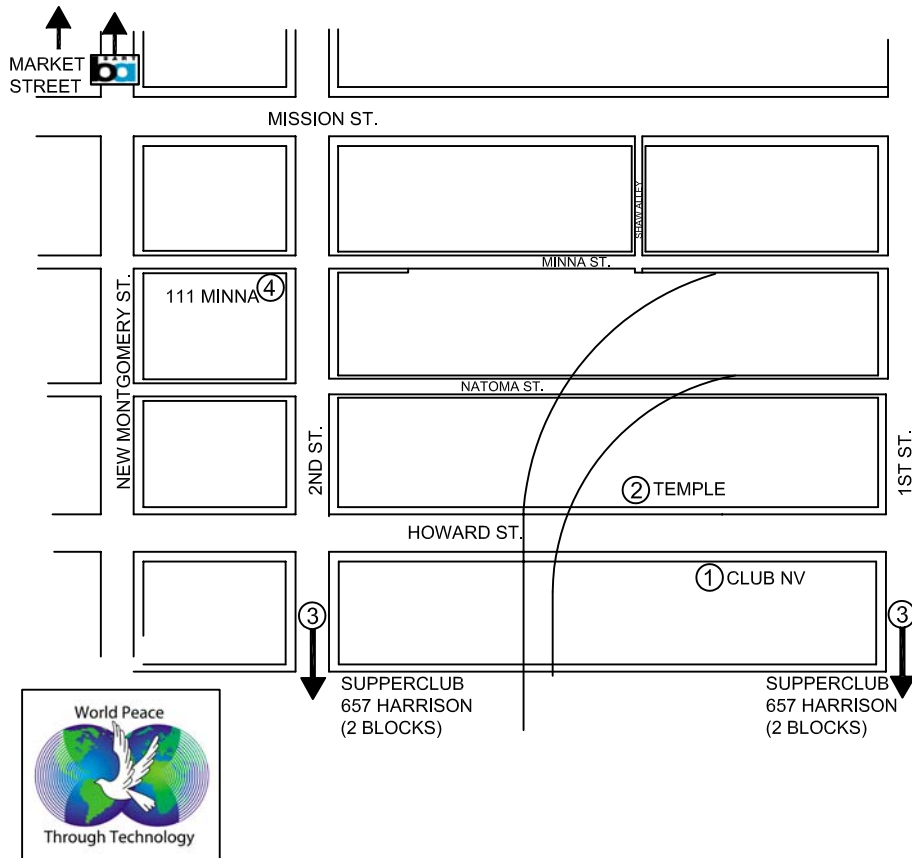 MARKET
STREET
BART
ba
MISSION ST.
SHAW ALLEY
MINNA ST.
111 MINNA
4
NEW MONTGOMERY ST.
NATOMA ST.
2ND ST.
1ST ST.
2 TEMPLE
HOWARD ST.
1 CLUB NV
3
3
SUPPERCLUB
657 HARRISON
(2 BLOCKS)
SUPPERCLUB
657 HARRISON
(2 BLOCKS)
World Peace
Through Technology